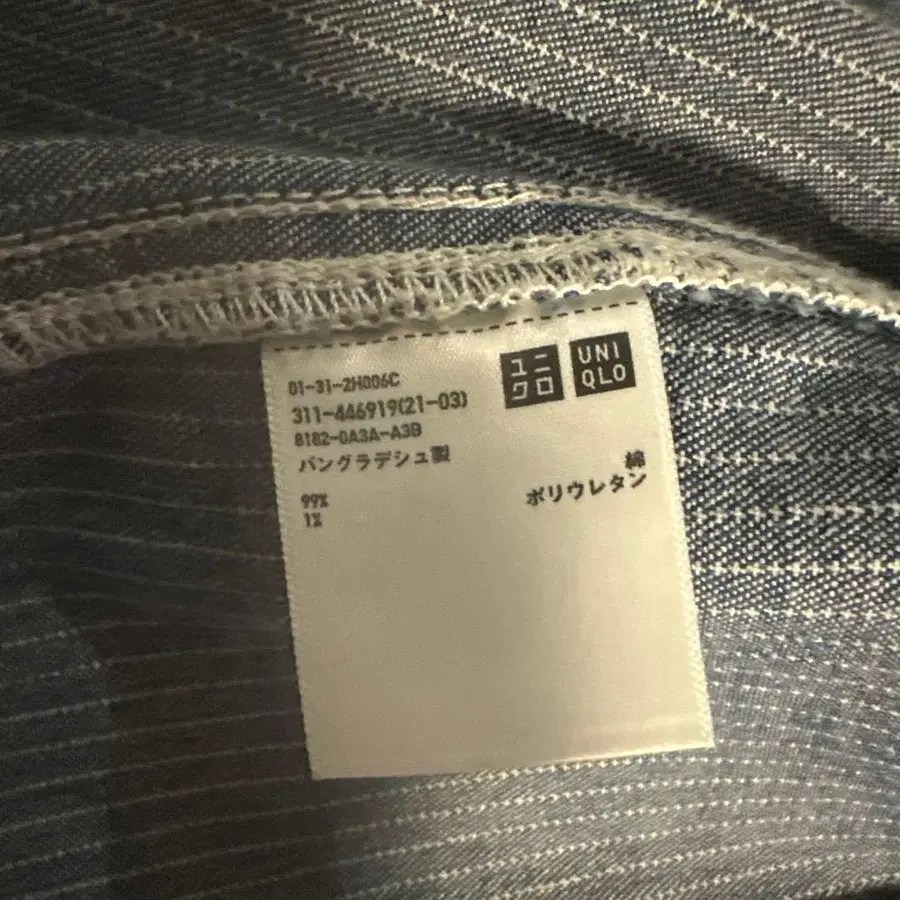 ユニ
クロ
UNI
QLO
01-31-2H006C
311-446919(21-03)
8182-0A3A-A3B
バングラデシュ製
99% 綿
1% ポリウレタン